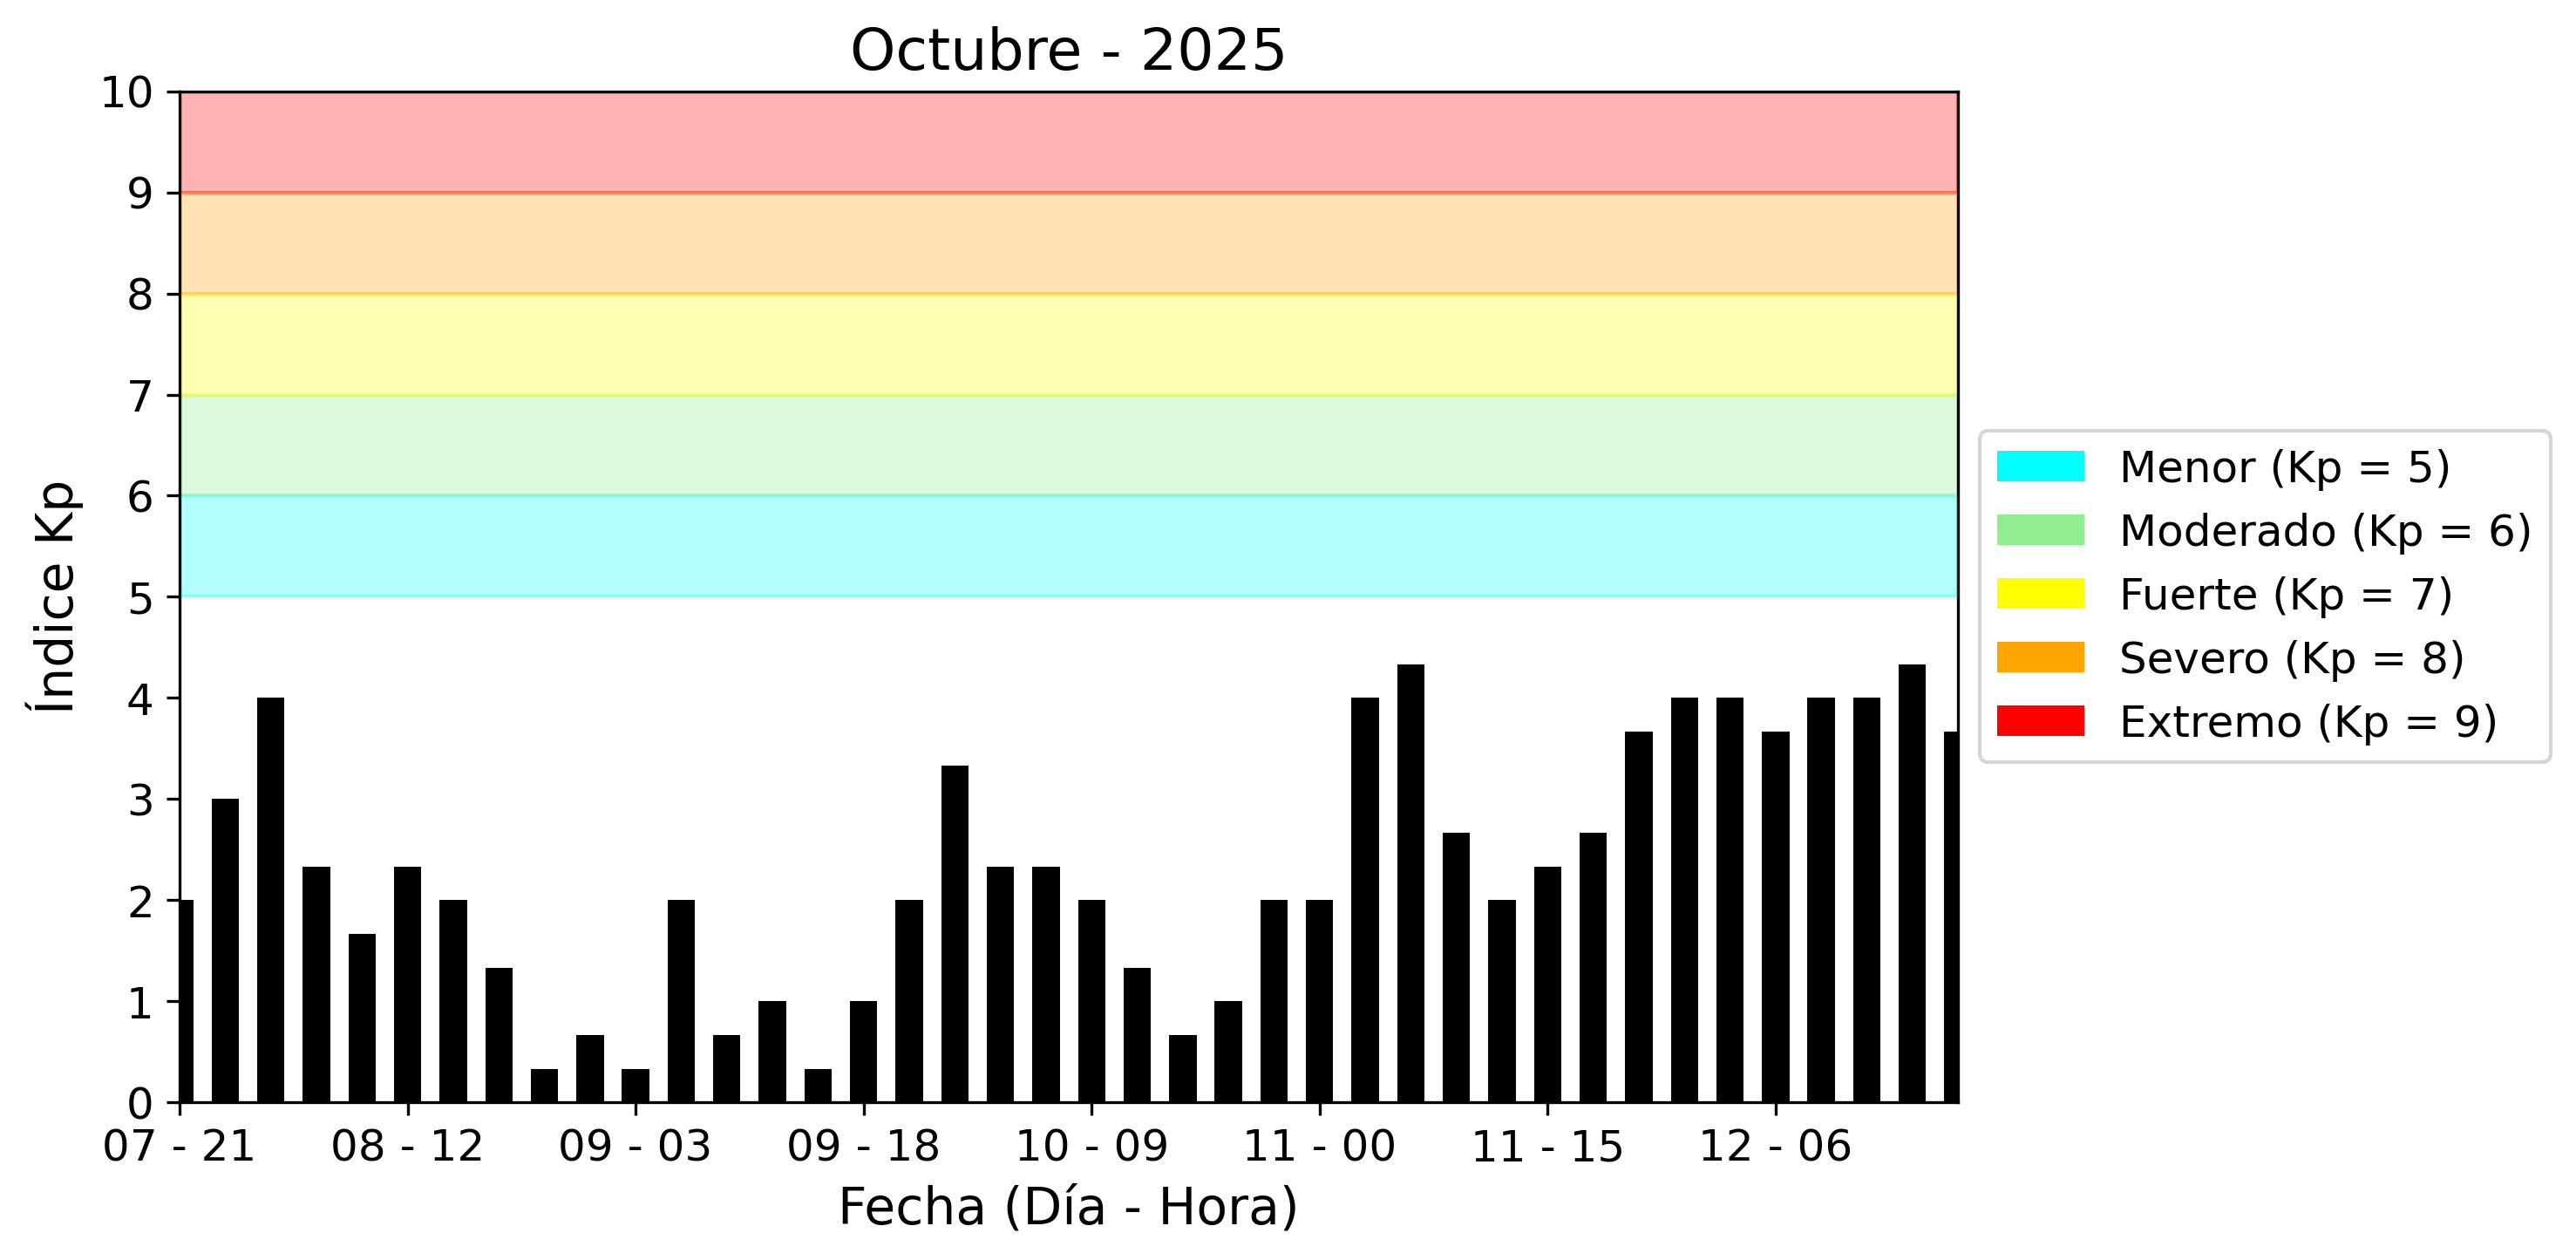 Octubre - 2025
10
9
8
7
6
5
4
3
2
1
0
Índice Kp
07 - 21
08 - 12
09 - 03
09 - 18
10 - 09
11 - 00
11 - 15
12 - 06
Fecha (Día - Hora)
Menor (Kp = 5)
Moderado (Kp = 6)
Fuerte (Kp = 7)
Severo (Kp = 8)
Extremo (Kp = 9)